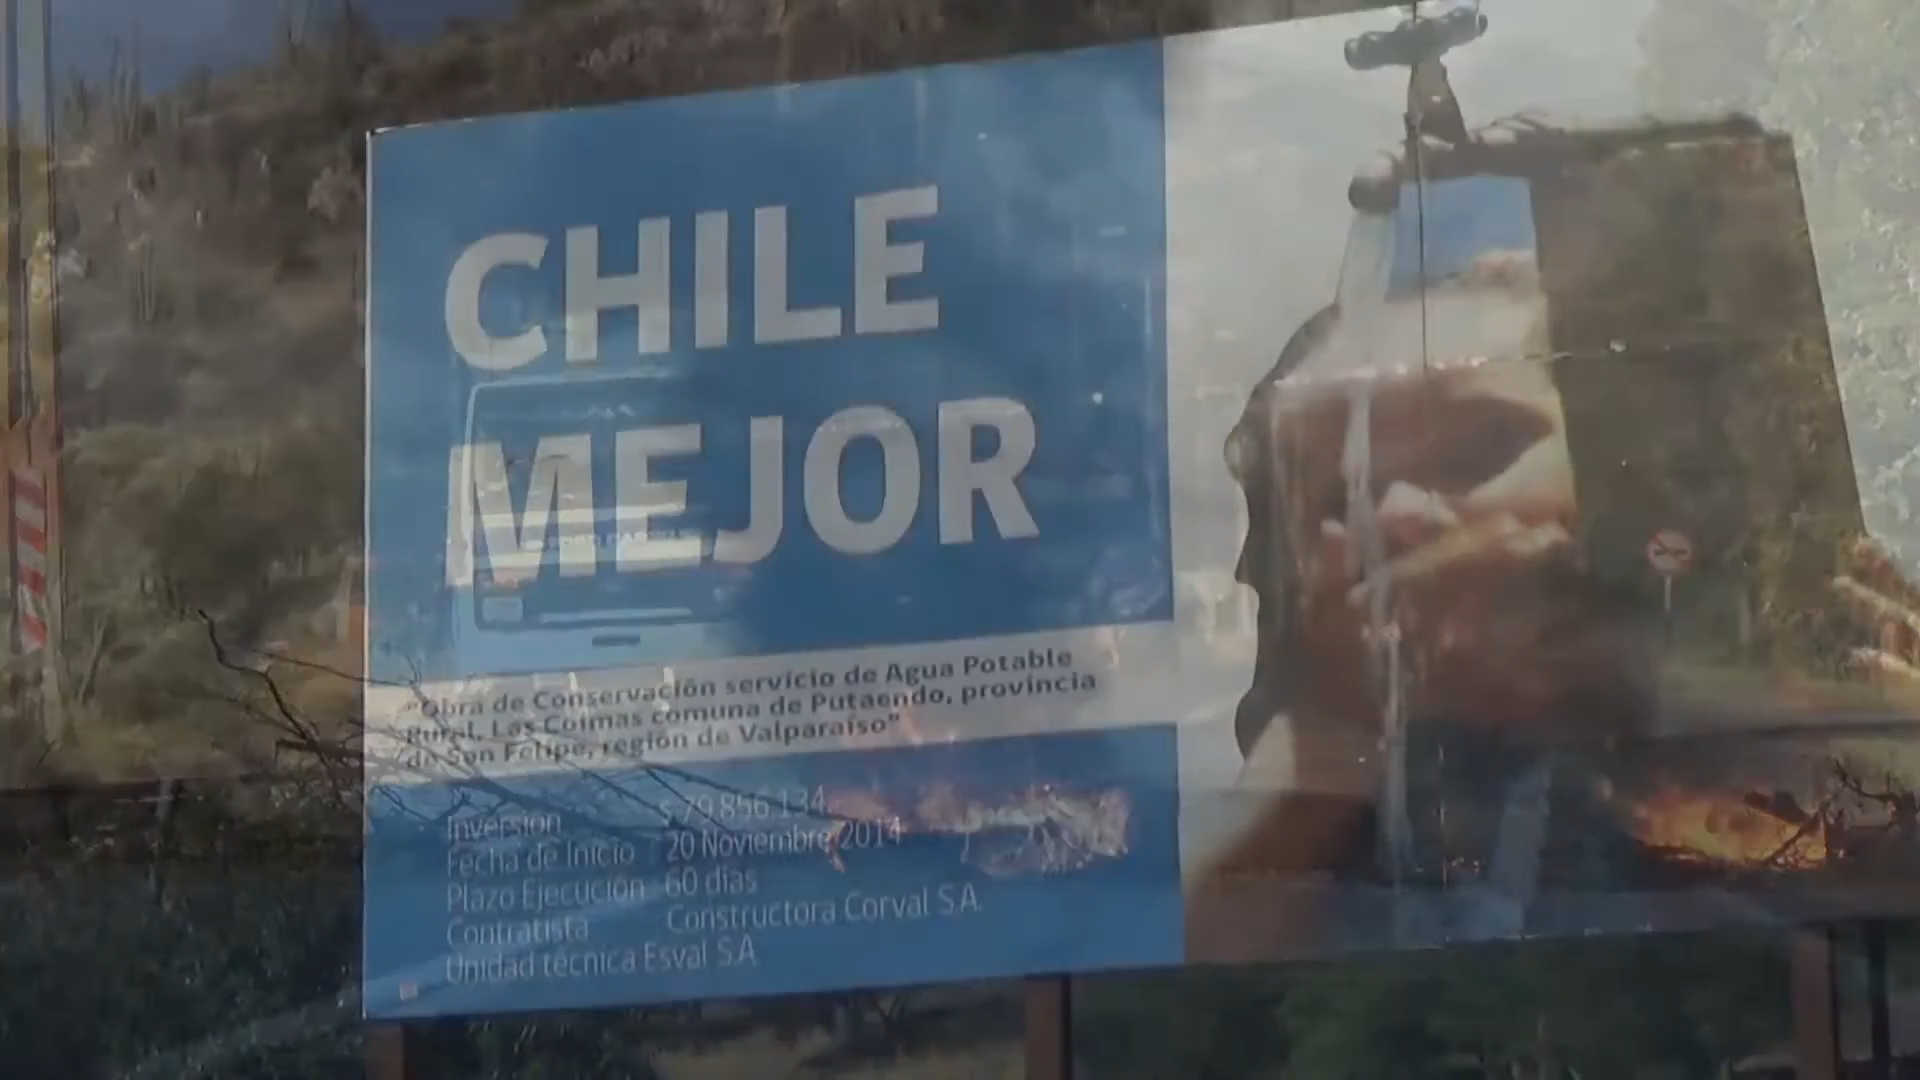 CHILE
MEJOR
"Obra de Conservación servicio de Agua Potable
Rural, Las Coimas comuna de Putaendo, provincia
de San Felipe, región de Valparaíso"
Inversión $ 79.856.134.
Fecha de Inicio 20 Noviembre 2014
Plazo Ejecución 60 días
Contratista Constructora Corval S.A.
Unidad técnica Esval S.A.